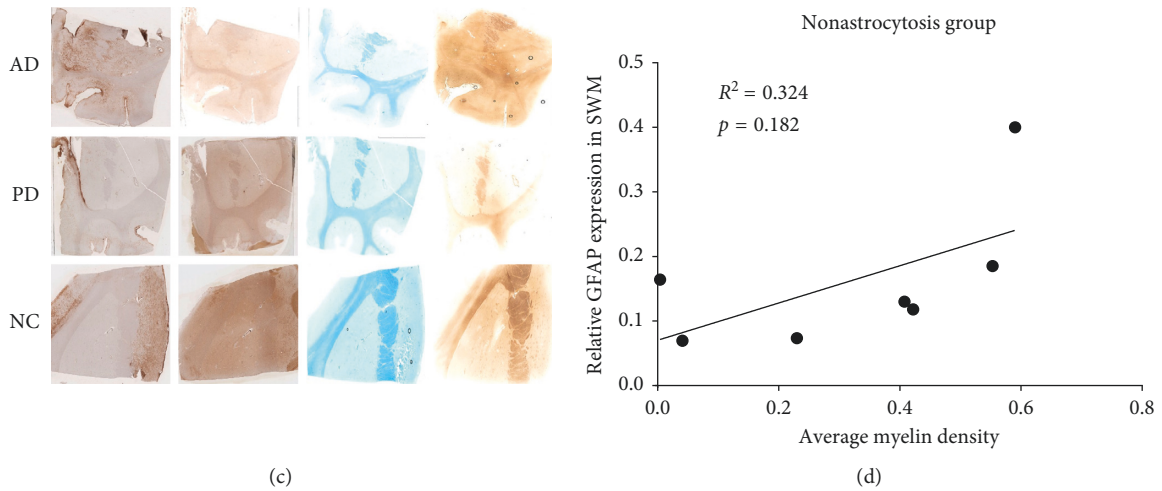 AD
PD
NC
(c)
Nonastrocytosis group
R² = 0.324
p = 0.182
Relative GFAP expression in SWM
0.5
0.4
0.3
0.2
0.1
0.0
0.0 0.2 0.4 0.6 0.8
Average myelin density
(d)